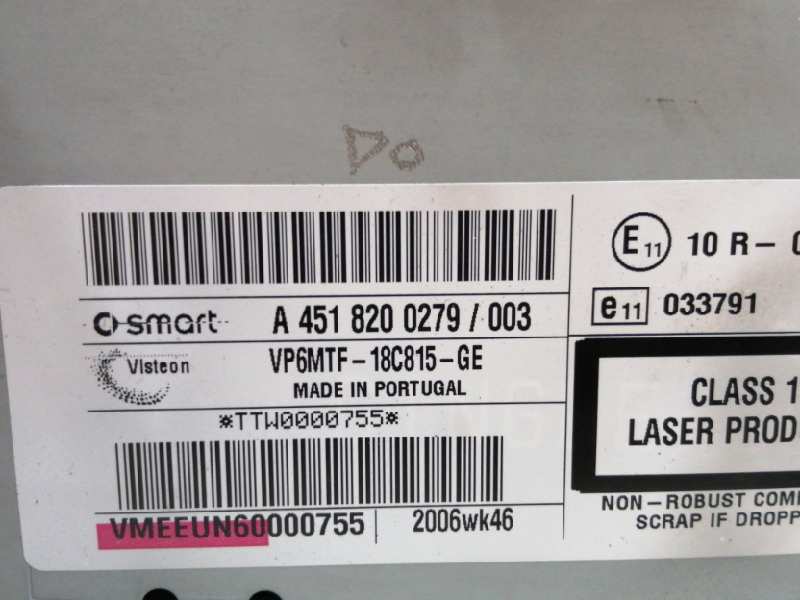 Do
E11 10 R-
e11 033791
smart A 451 820 0279 / 003
Visteon VP6MTF-18C815-GE
MADE IN PORTUGAL
*TTW0000755*
VMEEUN60000755 2006wk46
CLASS 1
LASER PROD
NON-ROBUST COM
SCRAP IF DROPP